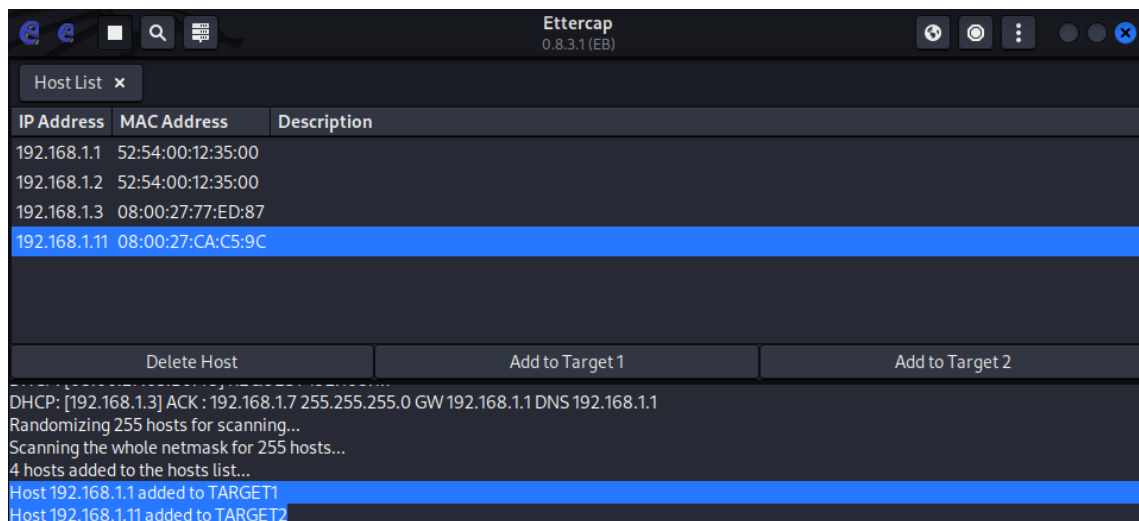 Ettercap
0.8.3.1 (EB)
Host List ×
IP Address MAC Address Description
192.168.1.1 52:54:00:12:35:00
192.168.1.2 52:54:00:12:35:00
192.168.1.3 08:00:27:77:ED:87
192.168.1.11 08:00:27:CA:C5:9C
Delete Host Add to Target 1 Add to Target 2
DHCP: [192.168.1.3] ACK : 192.168.1.7 255.255.255.0 GW 192.168.1.1 DNS 192.168.1.1
Randomizing 255 hosts for scanning...
Scanning the whole netmask for 255 hosts...
4 hosts added to the hosts list...
Host 192.168.1.1 added to TARGET1
Host 192.168.1.11 added to TARGET2